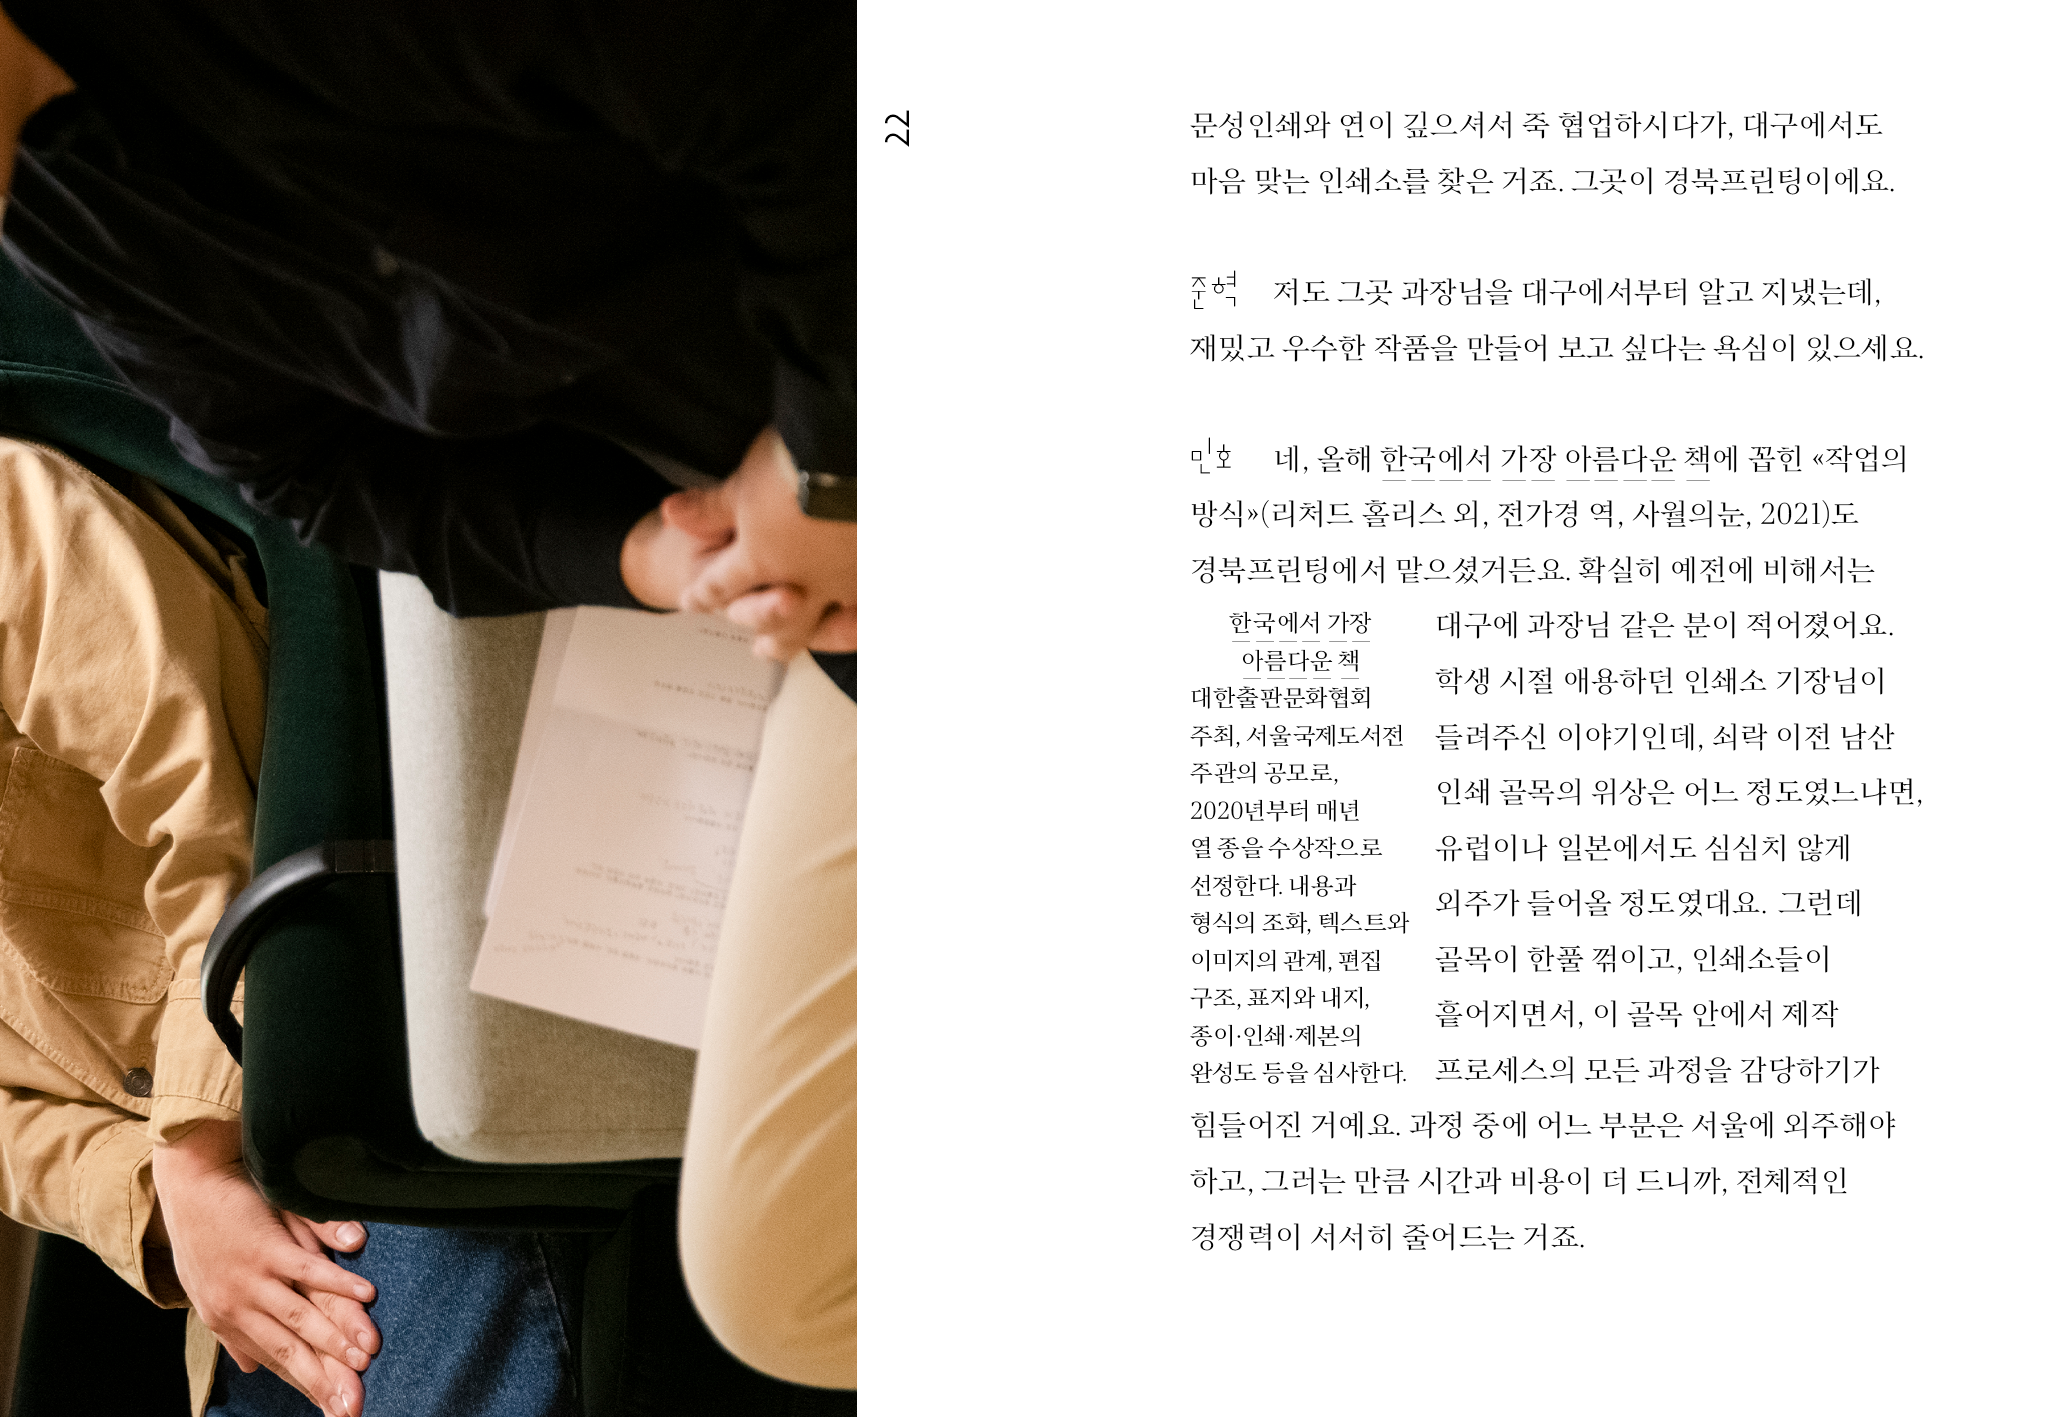 22
문성인쇄와 연이 깊으셔서 죽 협업하시다가, 대구에서도
마음 맞는 인쇄소를 찾은 거죠. 그곳이 경북프린팅이에요.
준혁 저도 그곳 과장님을 대구에서부터 알고 지냈는데,
재밌고 우수한 작품을 만들어 보고 싶다는 욕심이 있으세요.
민호 네, 올해 한국에서 가장 아름다운 책에 꼽힌 «작업의
방식»(리처드 홀리스 외, 전가경 역, 사월의눈, 2021)도
경북프린팅에서 맡으셨거든요. 확실히 예전에 비해서는
대구에 과장님 같은 분이 적어졌어요.
학생 시절 애용하던 인쇄소 기장님이
들려주신 이야기인데, 쇠락 이전 남산
인쇄 골목의 위상은 어느 정도였느냐면,
유럽이나 일본에서도 심심치 않게
외주가 들어올 정도였대요. 그런데
골목이 한풀 꺾이고, 인쇄소들이
흩어지면서, 이 골목 안에서 제작
프로세스의 모든 과정을 감당하기가
힘들어진 거예요. 과정 중에 어느 부분은 서울에 외주해야
하고, 그러는 만큼 시간과 비용이 더 드니까, 전체적인
경쟁력이 서서히 줄어드는 거죠.
한국에서 가장
아름다운 책
대한출판문화협회
주최, 서울국제도서전
주관의 공모로,
2020년부터 매년
열 종을 수상작으로
선정한다. 내용과
형식의 조화, 텍스트와
이미지의 관계, 편집
구조, 표지와 내지,
종이·인쇄·제본의
완성도 등을 심사한다.